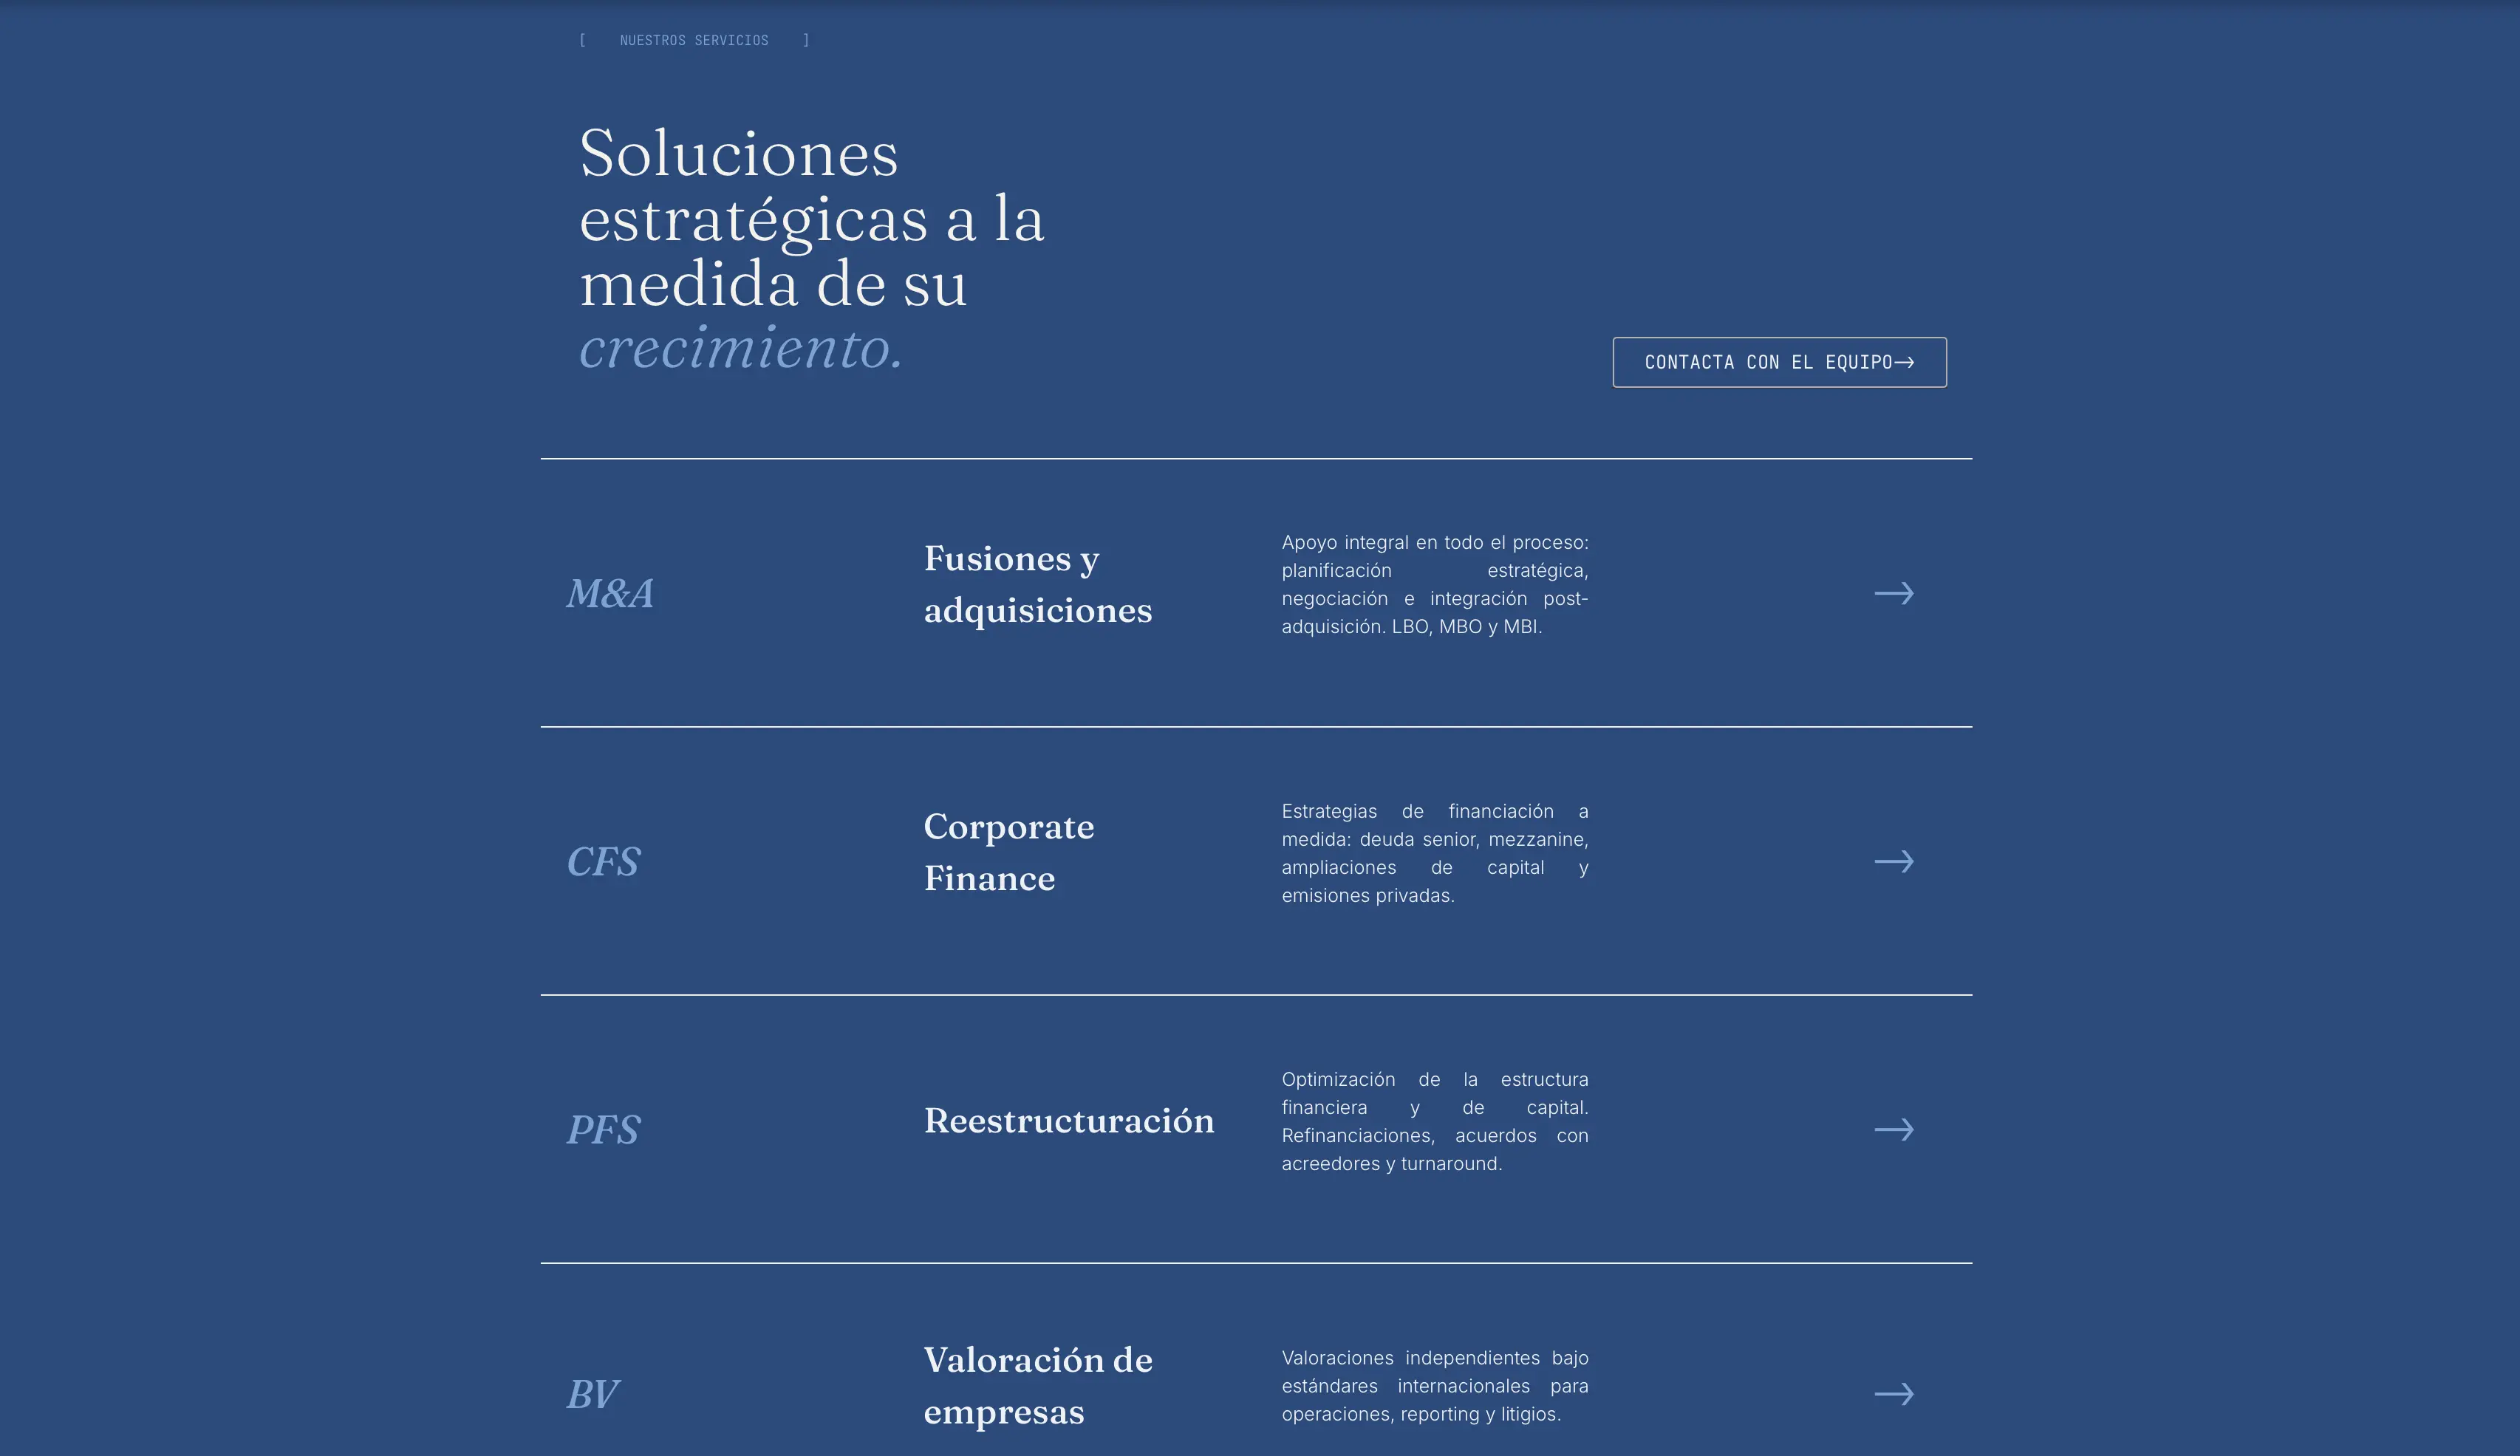 [ NUESTROS SERVICIOS ]
Soluciones
estratégicas a la
medida de su
crecimiento.
CONTACTA CON EL EQUIPO→
M&A
Fusiones y
adquisiciones
Apoyo integral en todo el proceso:
planificación estratégica,
negociación e integración post-
adquisición. LBO, MBO y MBI.
→
CFS
Corporate
Finance
Estrategias de financiación a
medida: deuda senior, mezzanine,
ampliaciones de capital y
emisiones privadas.
→
PFS
Reestructuración
Optimización de la estructura
financiera y de capital.
Refinanciaciones, acuerdos con
acreedores y turnaround.
→
BV
Valoración de
empresas
Valoraciones independientes bajo
estándares internacionales para
operaciones, reporting y litigios.
→